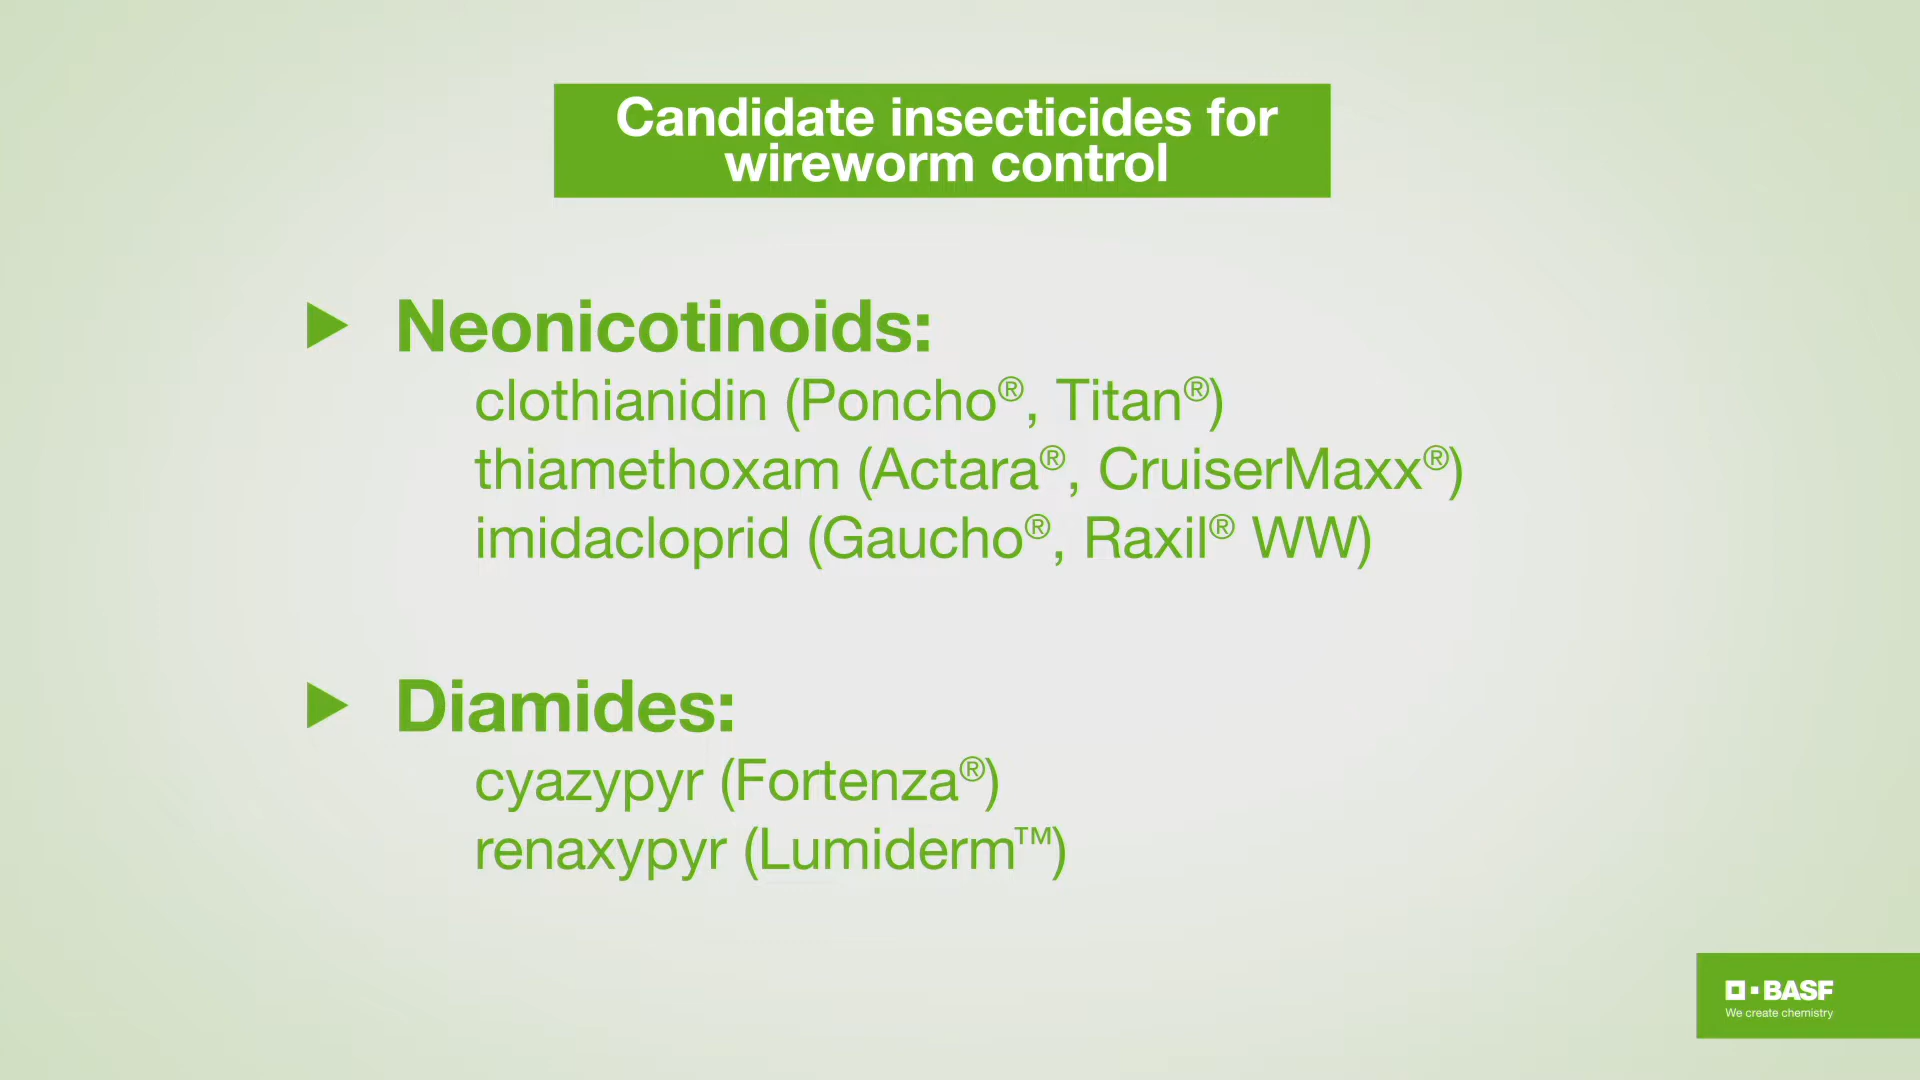 Candidate insecticides for
wireworm control
Neonicotinoids:
clothianidin (Poncho®, Titan®)
thiamethoxam (Actara®, CruiserMaxx®)
imidacloprid (Gaucho®, Raxil® WW)
Diamides:
cyazypyr (Fortenza®)
renaxypyr (Lumiderm™)
BASF
We create chemistry